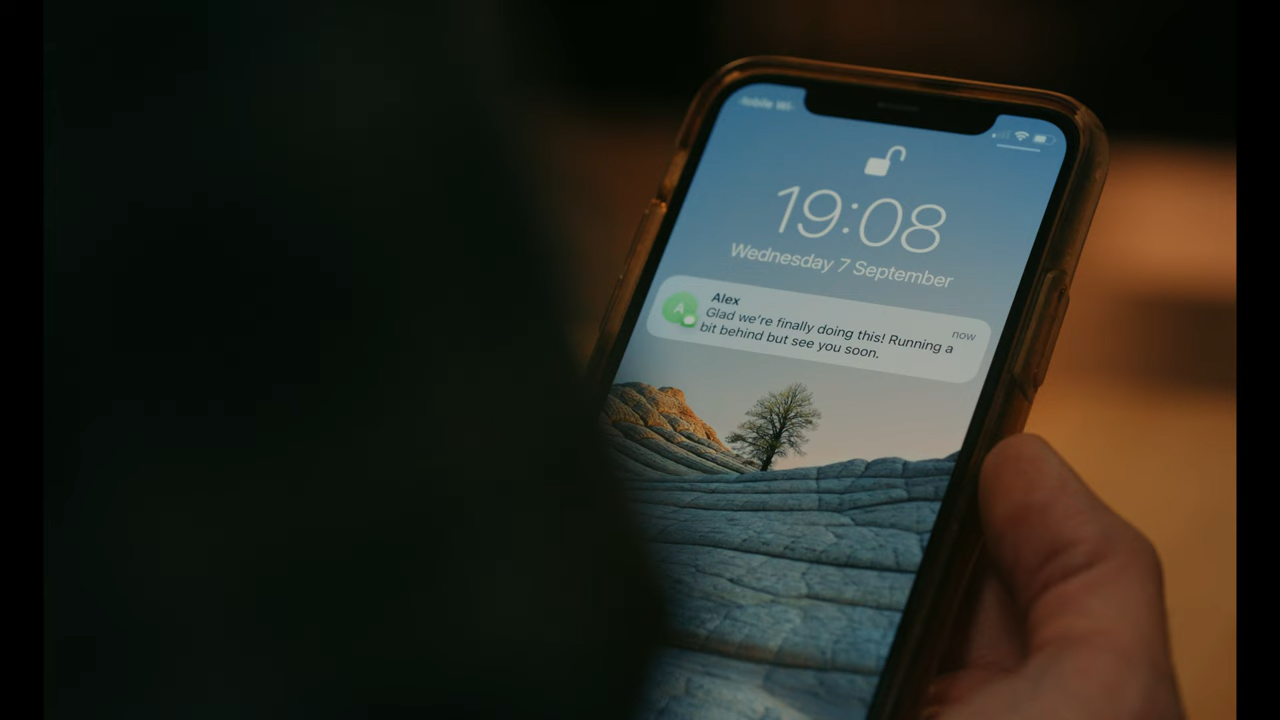 19:08
Wednesday 7 September
A
Alex
now
Glad we're finally doing this! Running a
bit behind but see you soon.